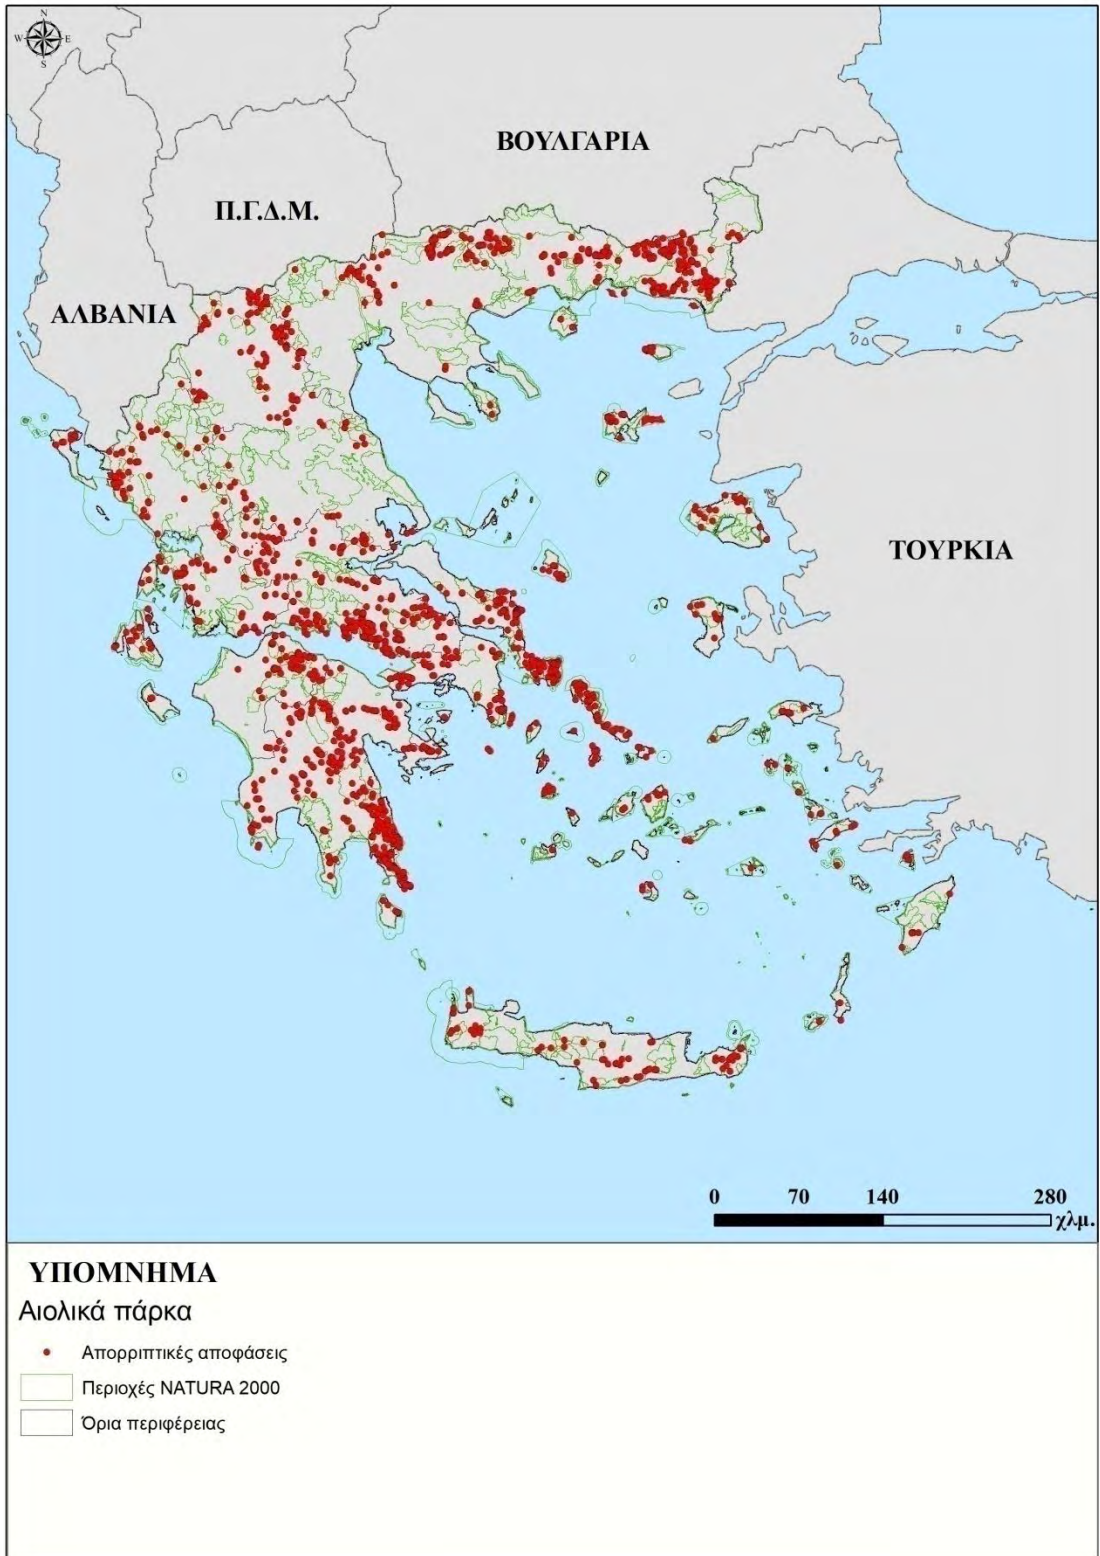 N
W E
S
ΒΟΥΛΓΑΡΙΑ
Π.Γ.Δ.Μ.
ΑΛΒΑΝΙΑ
ΤΟΥΡΚΙΑ
0 70 140 280
χλμ.
ΥΠΟΜΝΗΜΑ
Αιολικά πάρκα
Απορριπτικές αποφάσεις
Περιοχές NATURA 2000
Όρια περιφέρειας